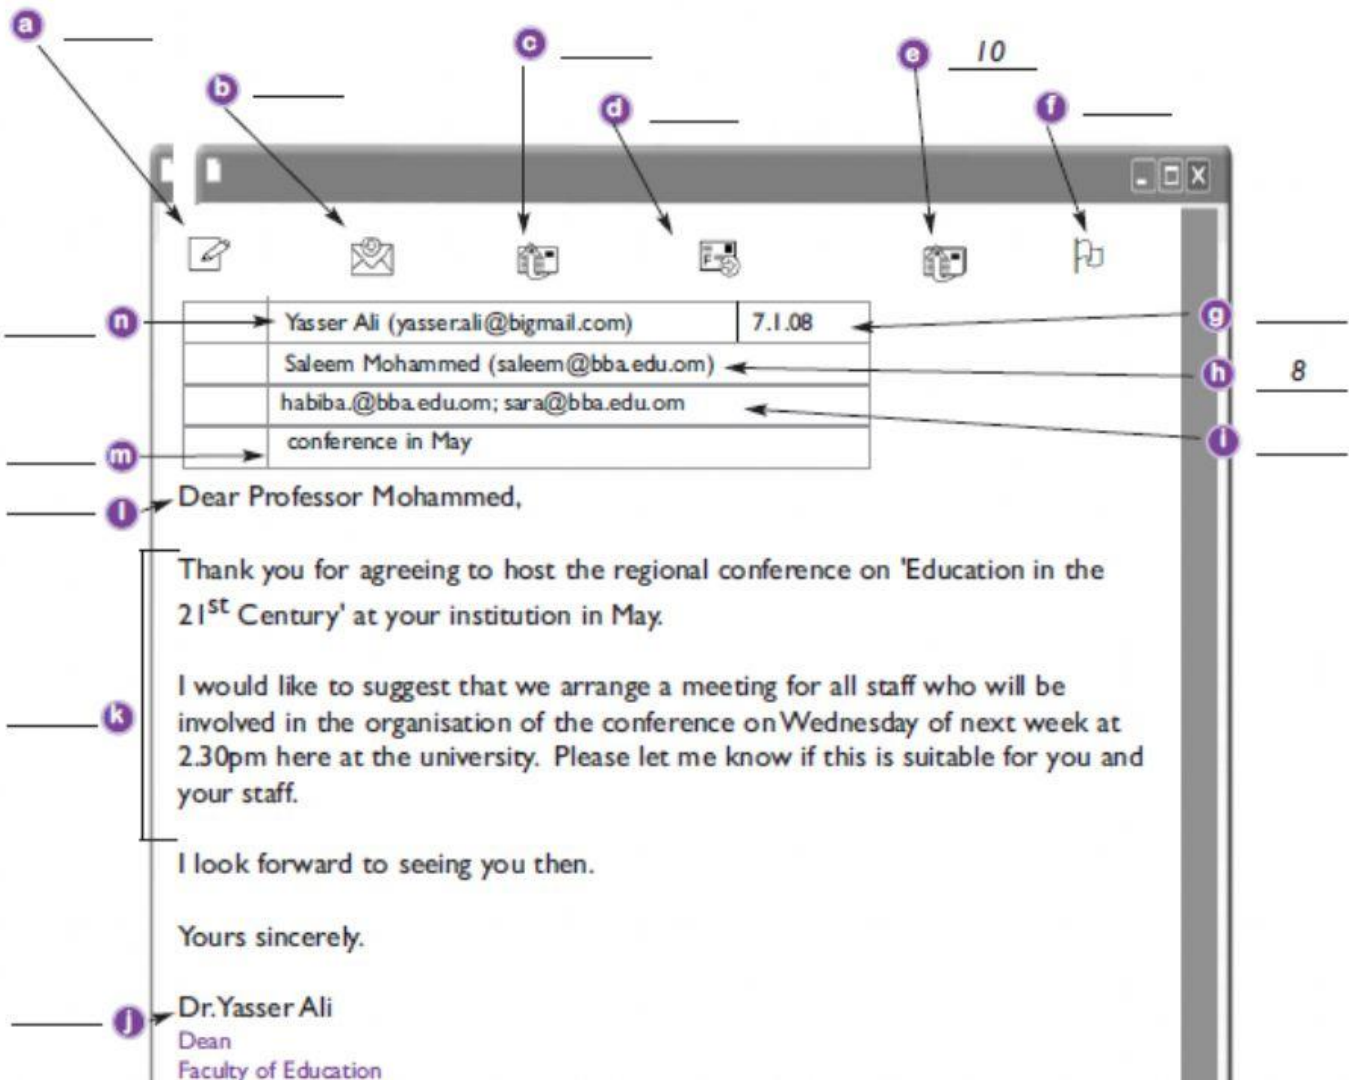 a
c
e 10
b
d
f
n Yasser Ali (yasser.ali@bigmail.com) 7.1.08 g
Saleem Mohammed (saleem@bba.edu.om) h 8
habiba.@bba.edu.om; sara@bba.edu.om i
m conference in May
l Dear Professor Mohammed,
Thank you for agreeing to host the regional conference on 'Education in the
21st Century' at your institution in May.
I would like to suggest that we arrange a meeting for all staff who will be
k involved in the organisation of the conference on Wednesday of next week at
2.30pm here at the university. Please let me know if this is suitable for you and
your staff.
I look forward to seeing you then.
Yours sincerely.
j Dr. Yasser Ali
Dean
Faculty of Education